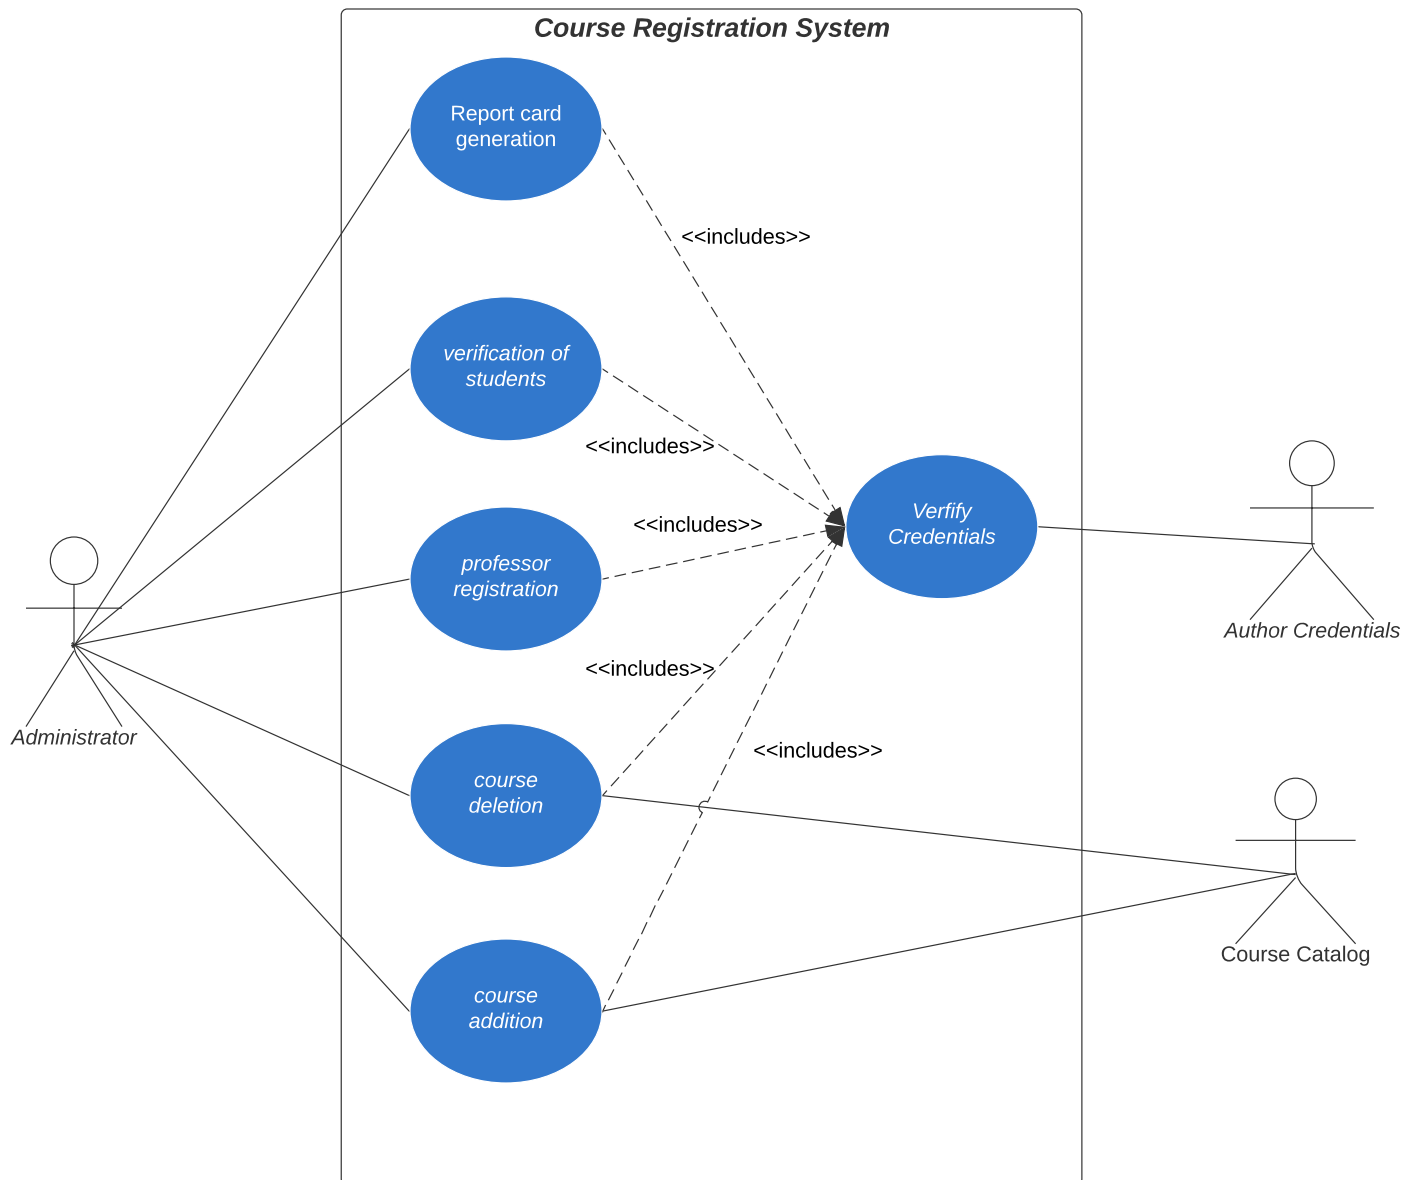 Course Registration System
Report card
generation
<<includes>>
verification of
students
<<includes>>
Verfify
Credentials
<<includes>>
professor
registration
Author Credentials
<<includes>>
Administrator
<<includes>>
course
deletion
Course Catalog
course
addition